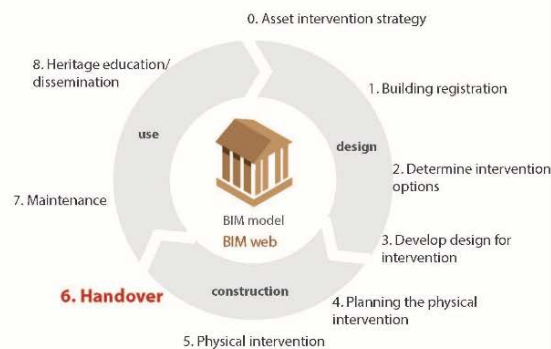 0. Asset intervention strategy
1. Building registration
2. Determine intervention
options
3. Develop design for
intervention
4. Planning the physical
intervention
5. Physical intervention
6. Handover
7. Maintenance
8. Heritage education/
dissemination
use
design
construction
BIM model
BIM web